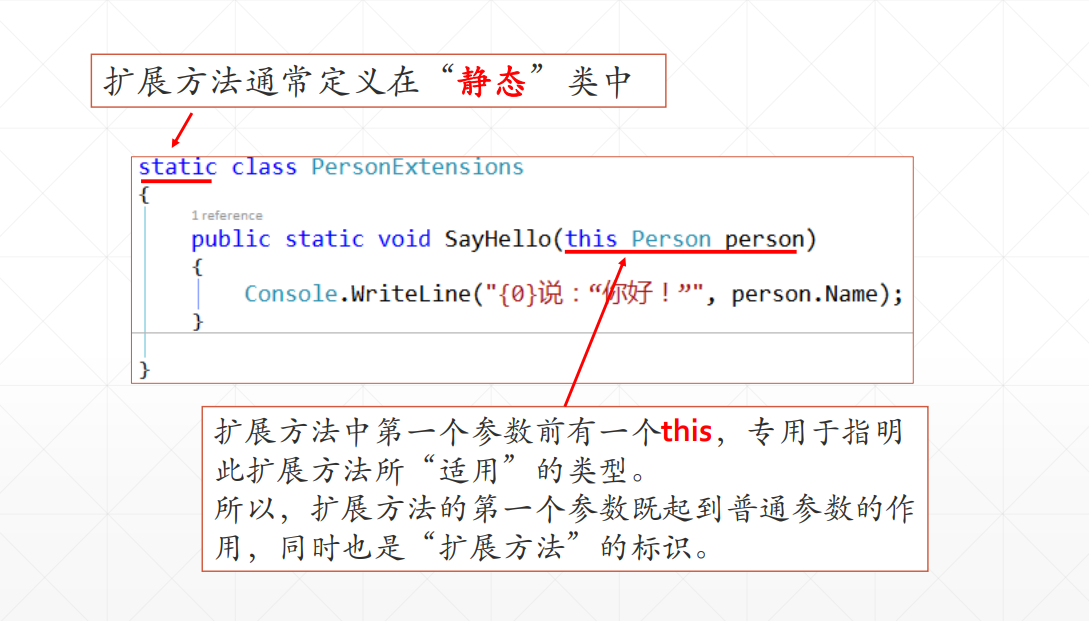 扩展方法通常定义在“静态”类中
static class PersonExtensions
{
1 reference
public static void SayHello(this Person person)
{
Console.WriteLine("{0}说：“你好！”", person.Name);
}
}
扩展方法中第一个参数前有一个this，专用于指明
此扩展方法所“适用”的类型。
所以，扩展方法的第一个参数既起到普通参数的作
用，同时也是“扩展方法”的标识。